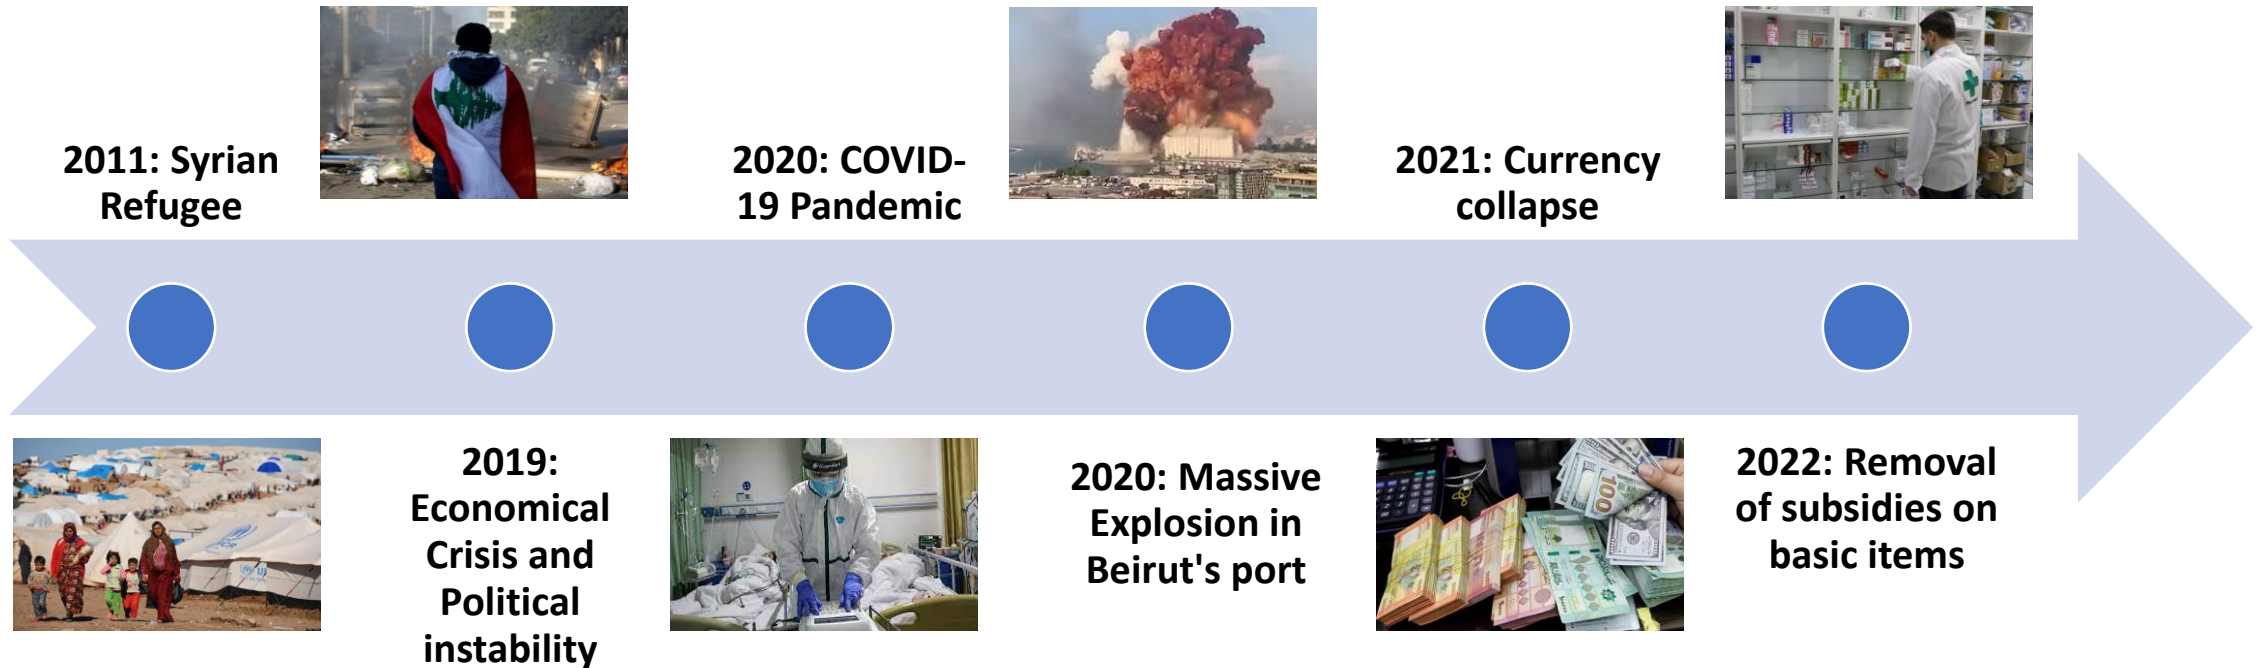 2011: Syrian
Refugee
2019:
Economical
Crisis and
Political
instability
2020: COVID-
19 Pandemic
2020: Massive
Explosion in
Beirut's port
2021: Currency
collapse
100
2022: Removal
of subsidies on
basic items